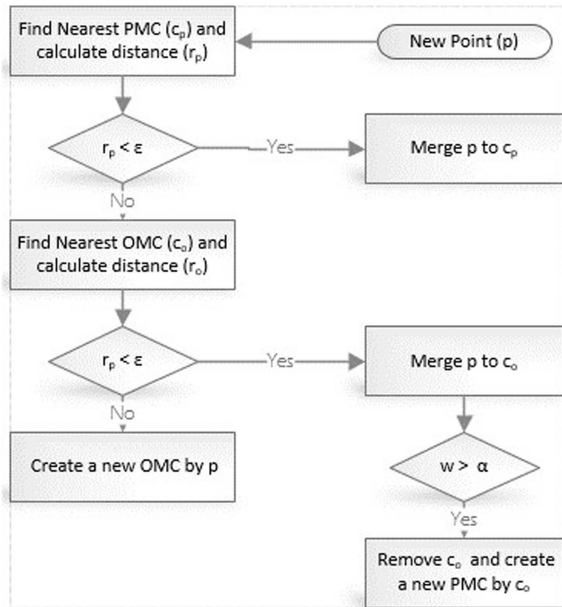 Find Nearest PMC (cₚ) and
calculate distance (rₚ)
New Point (p)
rₚ < ε
Yes
Merge p to cₚ
No
Find Nearest OMC (cₒ) and
calculate distance (rₒ)
rₚ < ε
Yes
Merge p to cₒ
No
Create a new OMC by p
w > α
Yes
Remove cₒ and create
a new PMC by cₒ